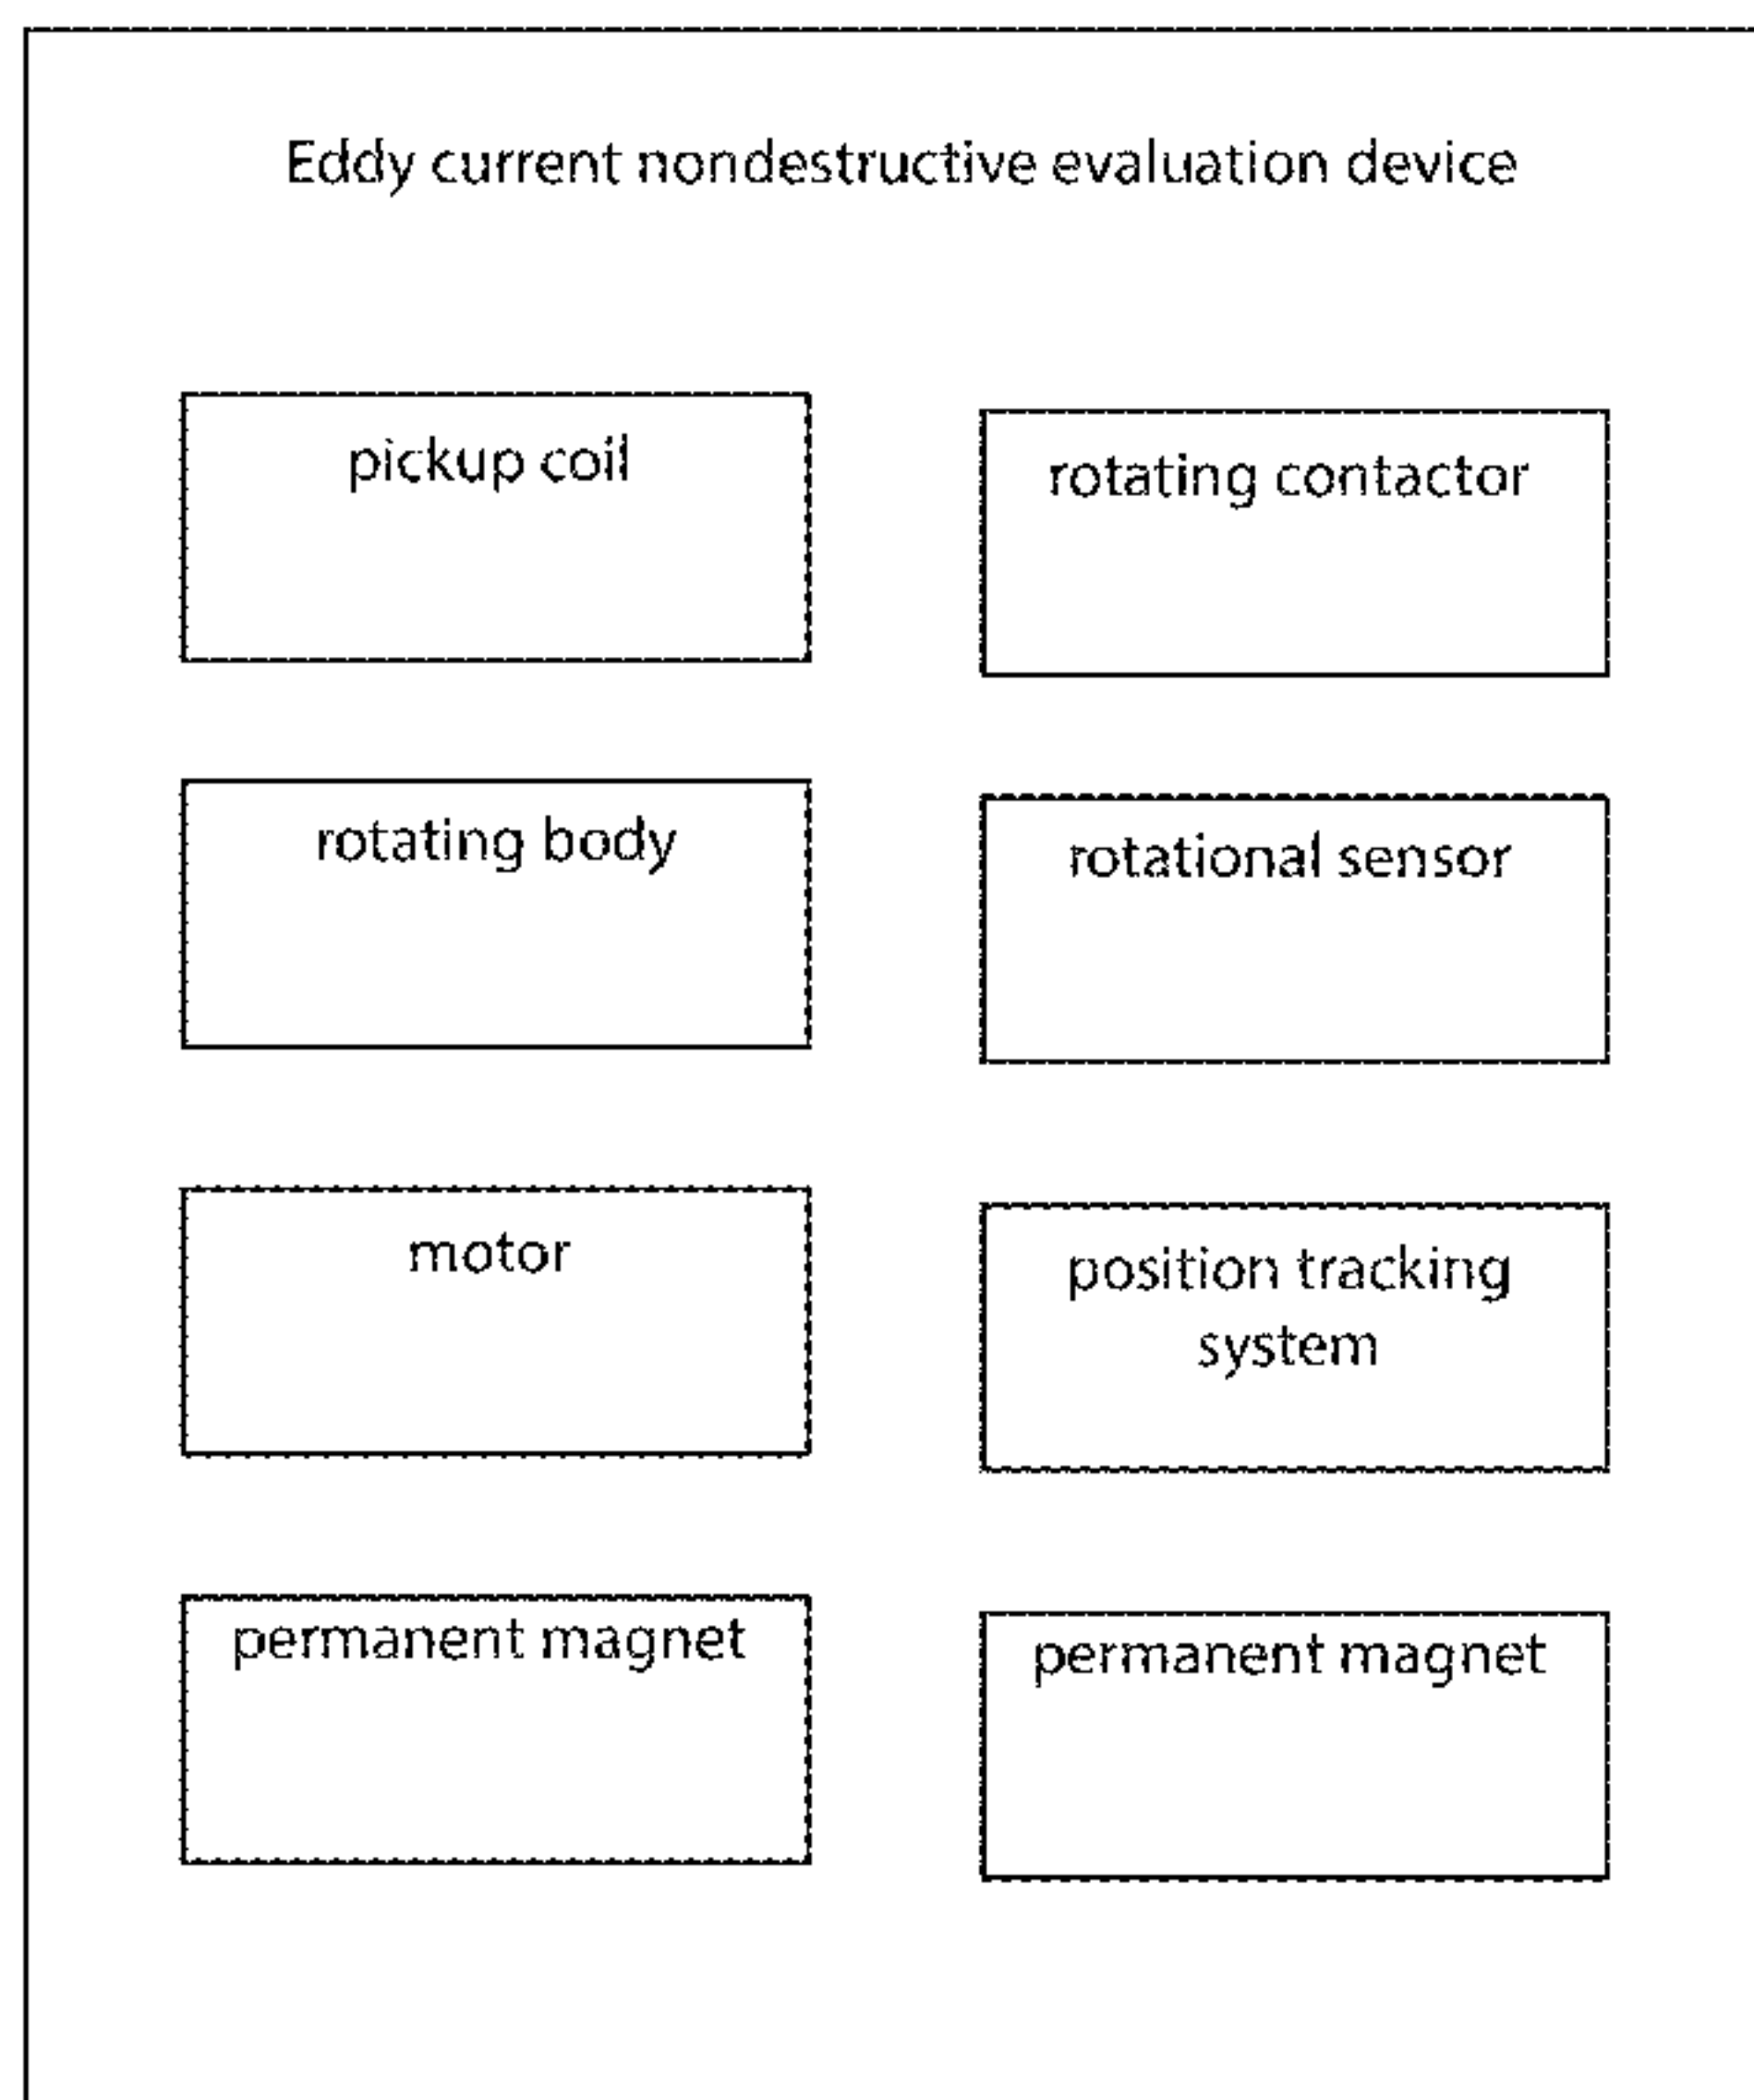 Eddy current nondestructive evaluation device
pickup coil
rotating contactor
rotating body
rotational sensor
motor
position tracking
system
permanent magnet
permanent magnet